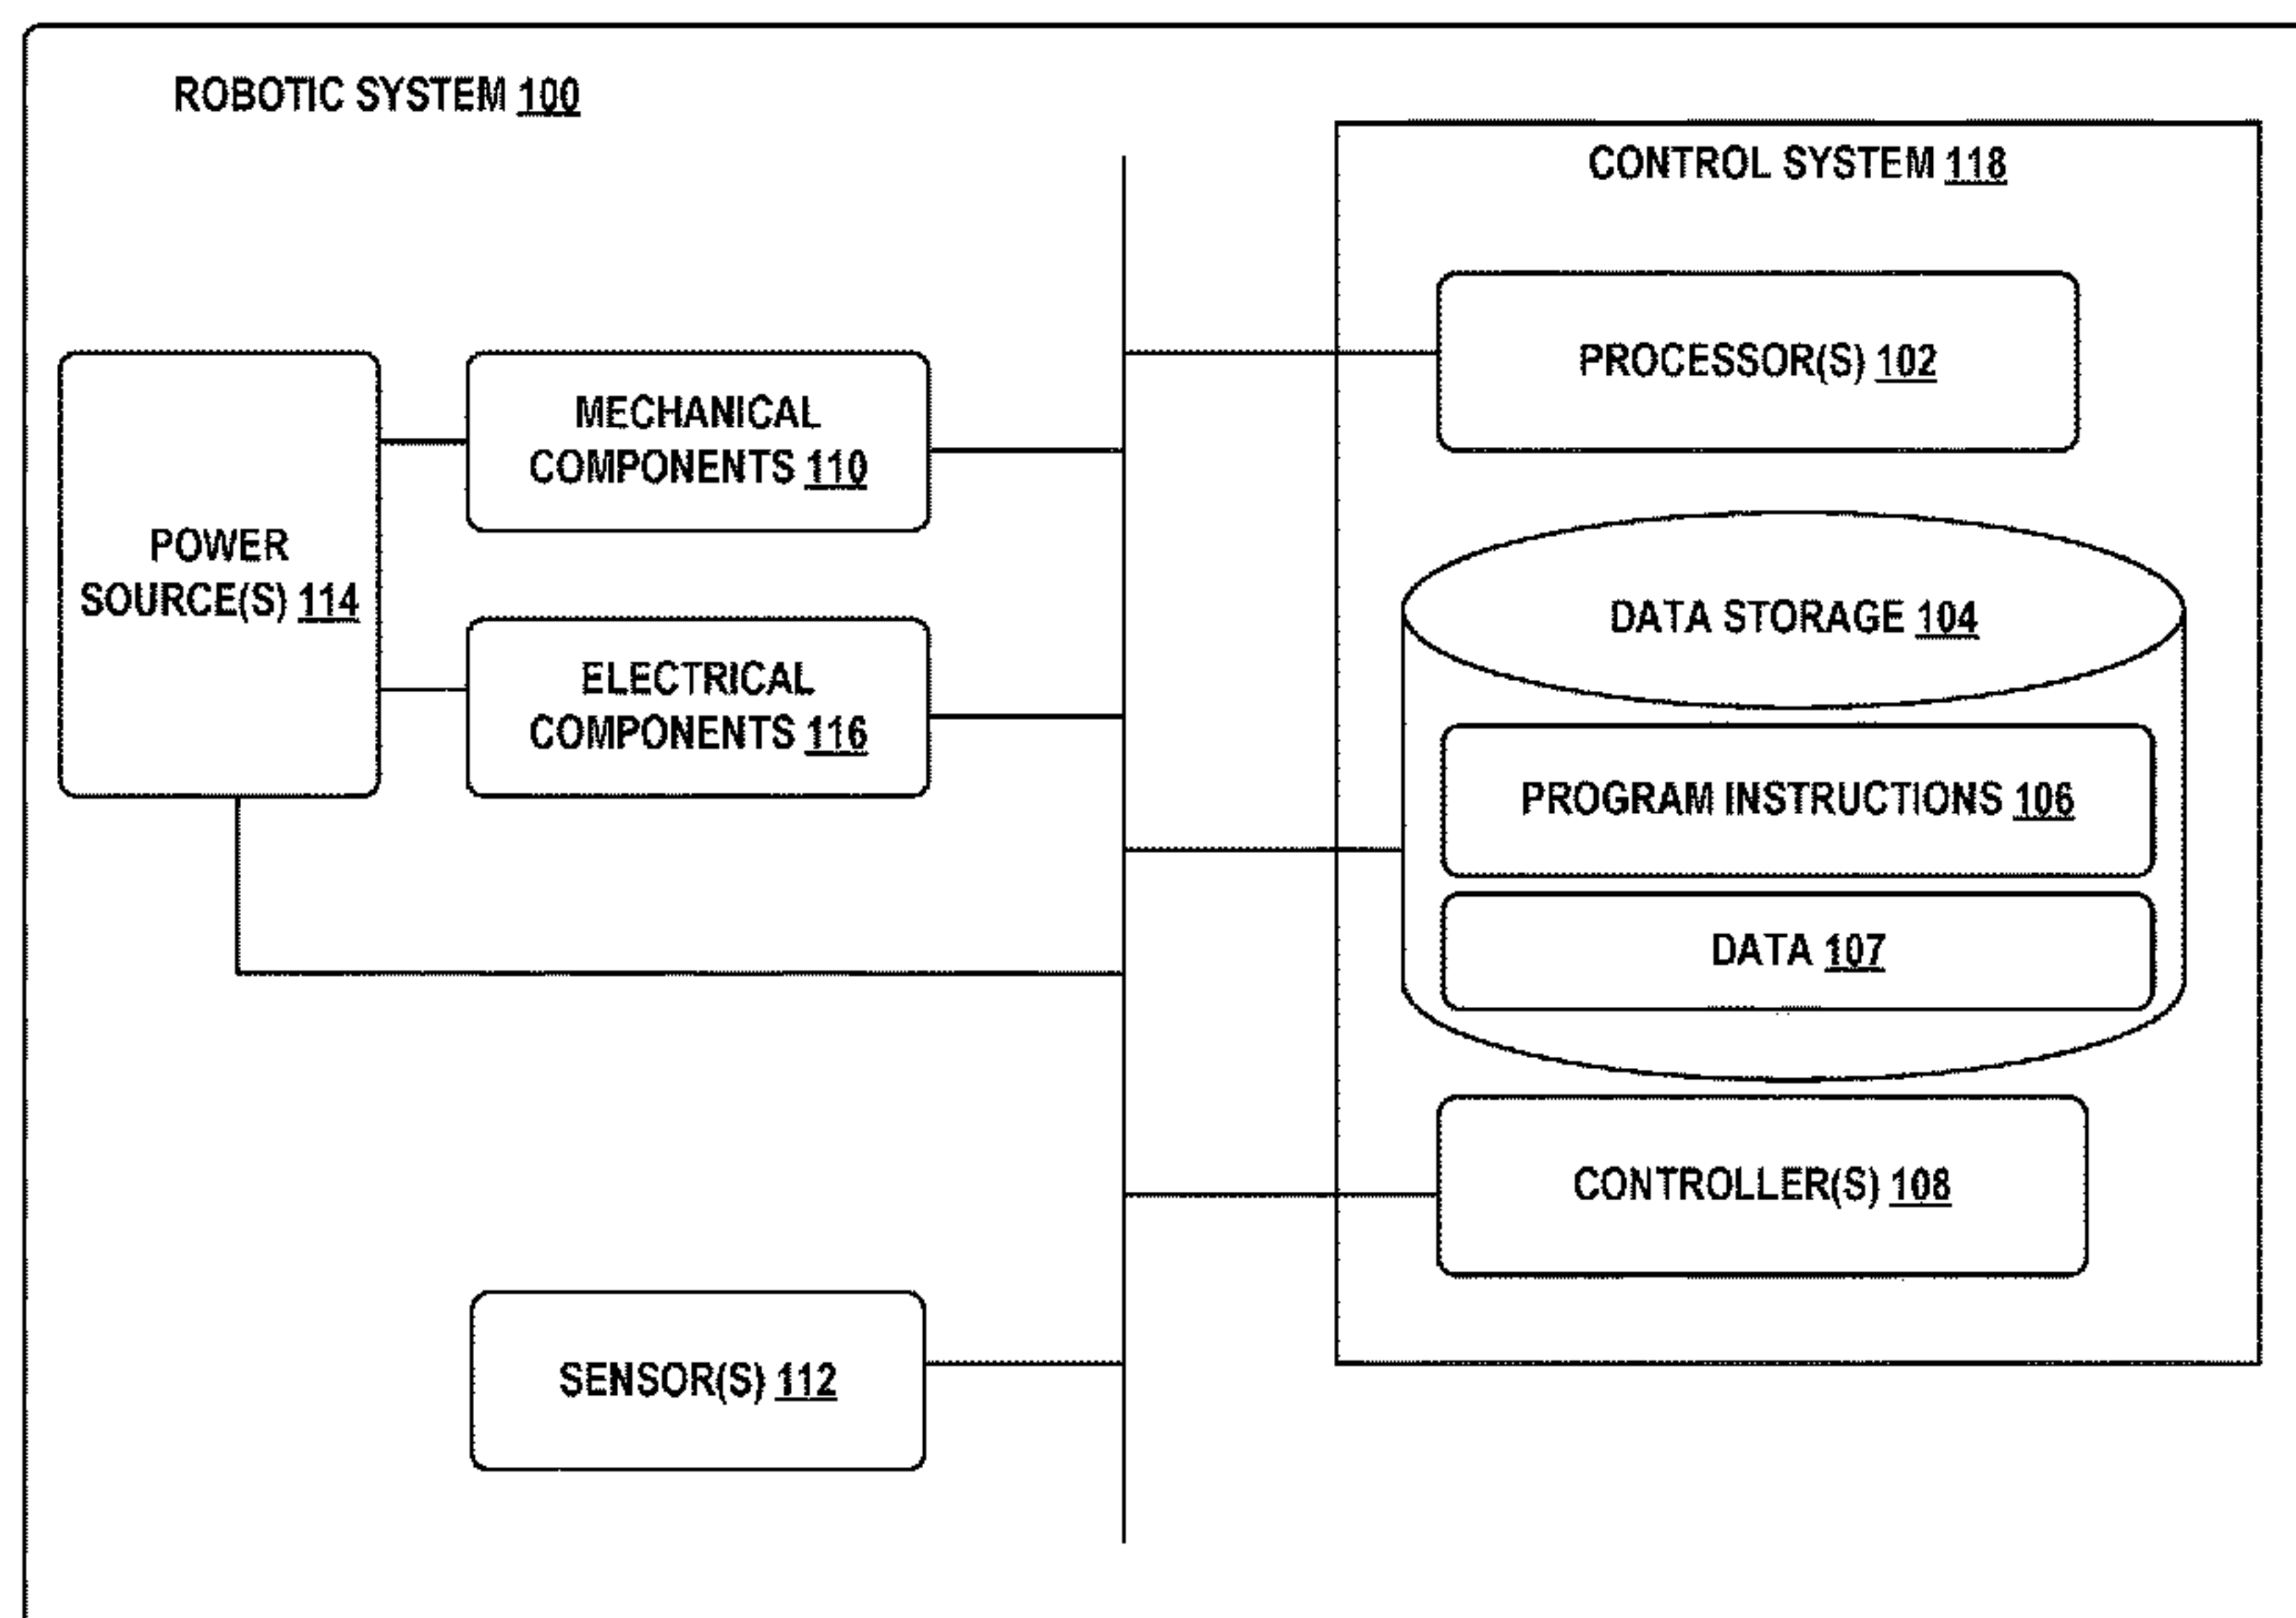 ROBOTIC SYSTEM 100
CONTROL SYSTEM 118
PROCESSOR(S) 102
MECHANICAL
COMPONENTS 110
POWER
SOURCE(S) 114
DATA STORAGE 104
ELECTRICAL
COMPONENTS 116
PROGRAM INSTRUCTIONS 106
DATA 107
CONTROLLER(S) 108
SENSOR(S) 112